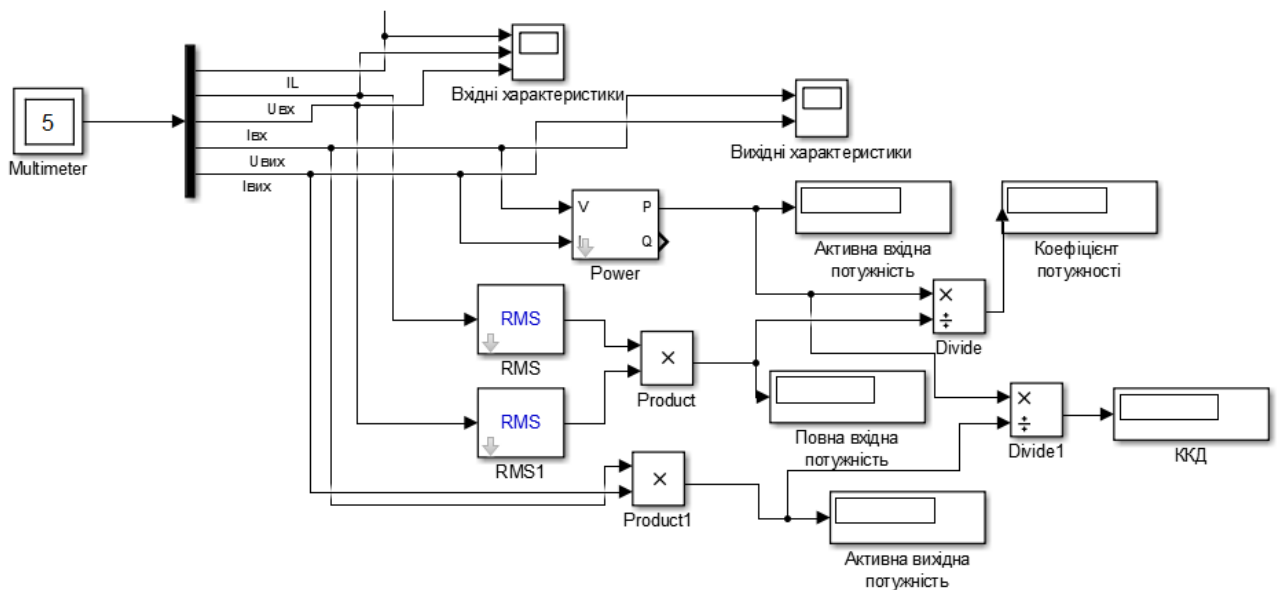 5
Multimeter
IL
Uвх
Iвх
Uвих
Iвих
Вхідні характеристики
Вихідні характеристики
V
I
P
Q
Power
Активна вхідна
потужність
Коефіцієнт
потужності
RMS
RMS
×
Product
×
÷
Divide
Повна вхідна
потужність
RMS
RMS1
×
÷
Divide1
ККД
×
Product1
Активна вихідна
потужність